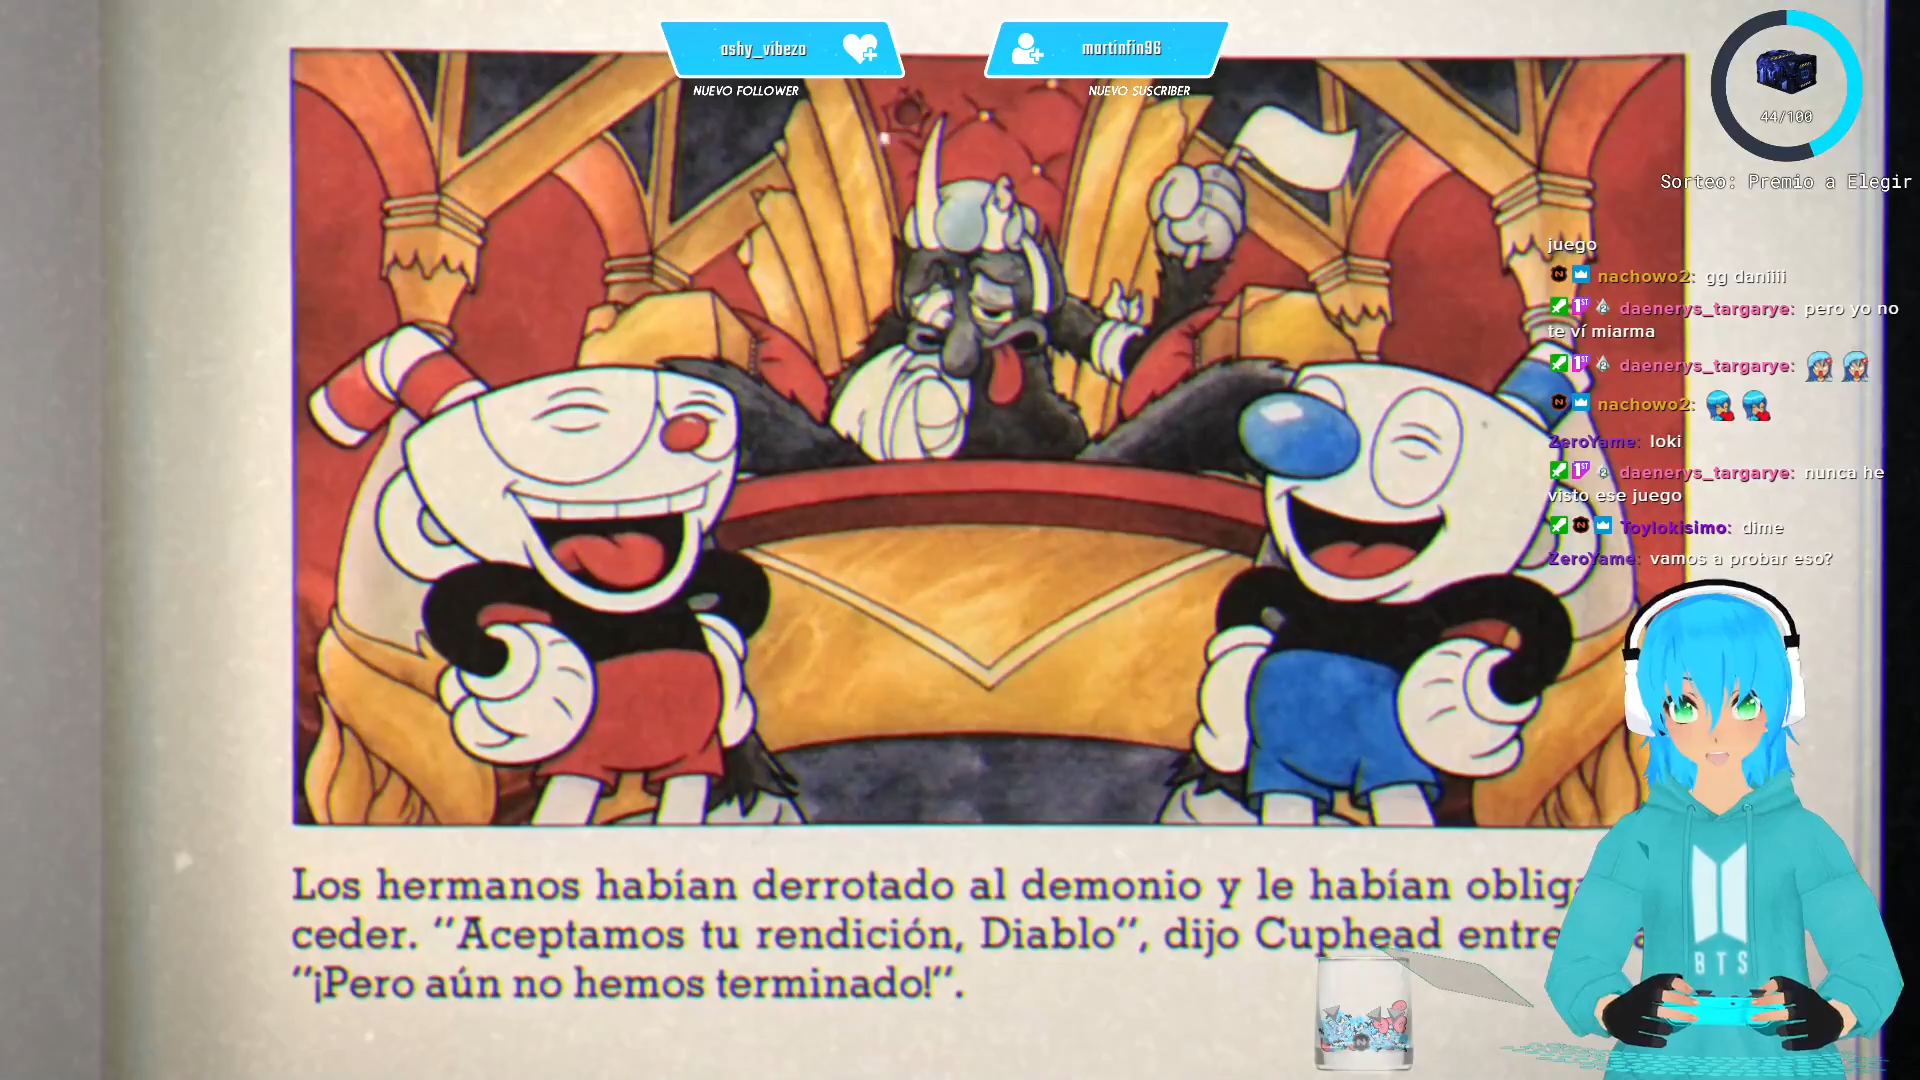 ashy_vibezo
NUEVO FOLLOWER
martinfin96
NUEVO SUSCRIBER
44/100
Sorteo: Premio a Elegir
juego
nachowo2: gg daniiii
daenerys_targarye: pero yo no
te ví miarma
daenerys_targarye:
nachowo2:
ZeroYame: loki
daenerys_targarye: nunca he
visto ese juego
Toylokisimo: dime
ZeroYame: vamos a probar eso?
Los hermanos habían derrotado al demonio y le habían
ceder. “Aceptamos tu rendición, Diablo”, dijo Cuphead entre
“¡Pero aún no hemos terminado!”.
BTS